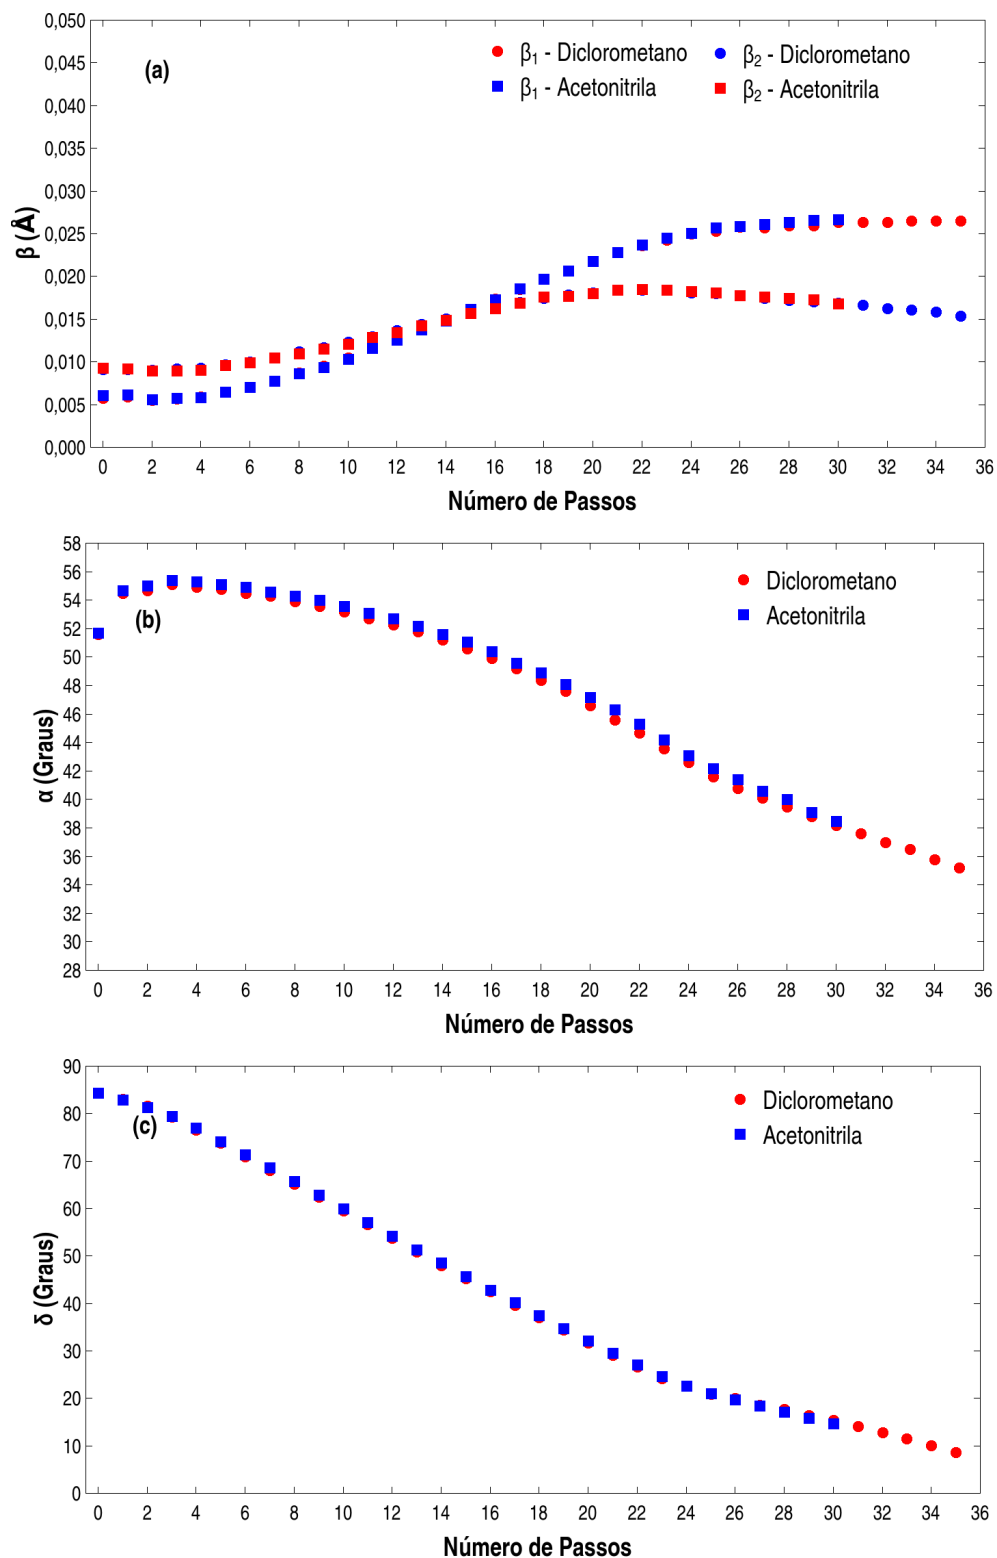 0,050
0,045
0,040
0,035
0,030
0,025
0,020
0,015
0,010
0,005
0,000
β (Å)
(a)
β1 - Diclorometano
β2 - Diclorometano
β1 - Acetonitrila
β2 - Acetonitrila
0 2 4 6 8 10 12 14 16 18 20 22 24 26 28 30 32 34 36
Número de Passos
58
56
54
52
50
48
46
44
42
40
38
36
34
32
30
28
α (Graus)
(b)
Diclorometano
Acetonitrila
0 2 4 6 8 10 12 14 16 18 20 22 24 26 28 30 32 34 36
Número de Passos
90
80
70
60
50
40
30
20
10
0
δ (Graus)
(c)
Diclorometano
Acetonitrila
0 2 4 6 8 10 12 14 16 18 20 22 24 26 28 30 32 34 36
Número de Passos